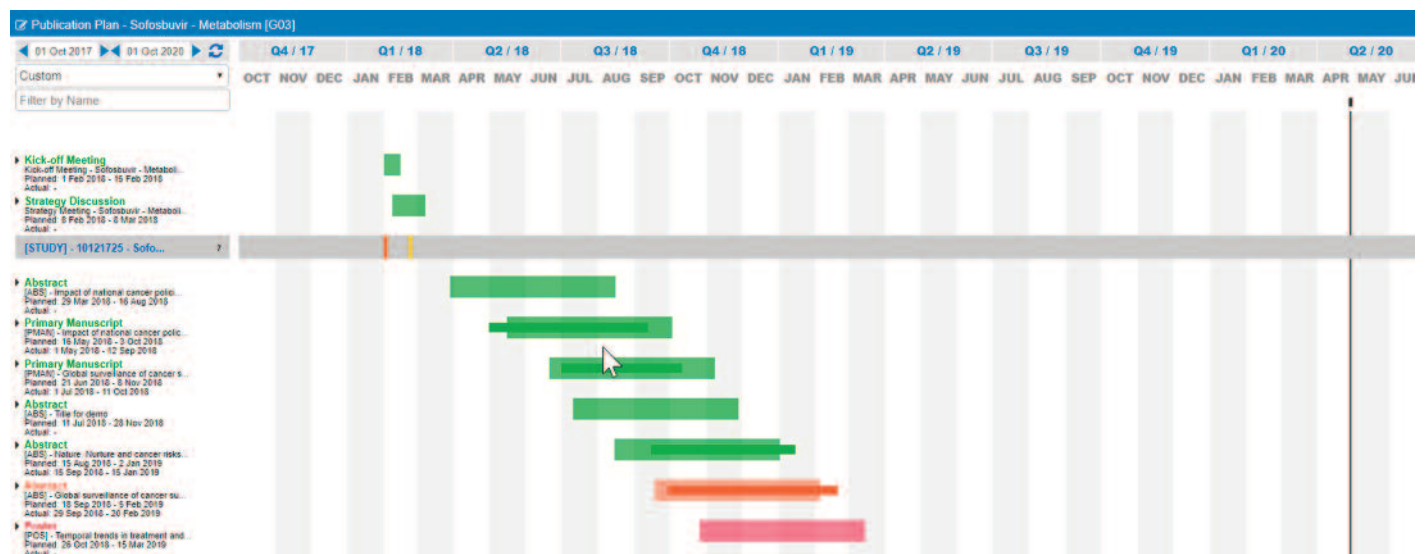 Publication Plan - Sofosbuvir - Metabolism [G03]
01 Oct 2017 01 Oct 2020
Q4 / 17 Q1 / 18 Q2 / 18 Q3 / 18 Q4 / 18 Q1 / 19 Q2 / 19 Q3 / 19 Q4 / 19 Q1 / 20 Q2 / 20
Custom
OCT NOV DEC JAN FEB MAR APR MAY JUN JUL AUG SEP OCT NOV DEC JAN FEB MAR APR MAY JUN JUL AUG SEP OCT NOV DEC JAN FEB MAR APR MAY JUN
Filter by Name
Kick-off Meeting
Kick-off Meeting - Sofosbuvir - Metaboli...
Planned: 1 Feb 2018 - 15 Feb 2018
Actual: -
Strategy Discussion
Strategy Meeting - Sofosbuvir - Metaboli...
Planned: 8 Feb 2018 - 8 Mar 2018
Actual: -
[STUDY] - 10121725 - Sofo... 7
Abstract
[ABS] - Impact of national cancer polici...
Planned: 29 Mar 2018 - 16 Aug 2018
Actual: -
Primary Manuscript
[PMAN] - Impact of national cancer polic...
Planned: 16 May 2018 - 3 Oct 2018
Actual: 1 May 2018 - 12 Sep 2018
Primary Manuscript
[PMAN] - Global surveillance of cancer s...
Planned: 21 Jun 2018 - 8 Nov 2018
Actual: 1 Jul 2018 - 11 Oct 2018
Abstract
[ABS] - Title for demo
Planned: 11 Jul 2018 - 28 Nov 2018
Actual: -
Abstract
[ABS] - Nature, Nurture and cancer risks...
Planned: 15 Aug 2018 - 2 Jan 2019
Actual: 15 Sep 2018 - 15 Jan 2019
Abstract
[ABS] - Global surveillance of cancer su...
Planned: 18 Sep 2018 - 5 Feb 2019
Actual: 29 Sep 2018 - 20 Feb 2019
Poster
[POS] - Temporal trends in treatment and...
Planned: 26 Oct 2018 - 15 Mar 2019
Actual: -